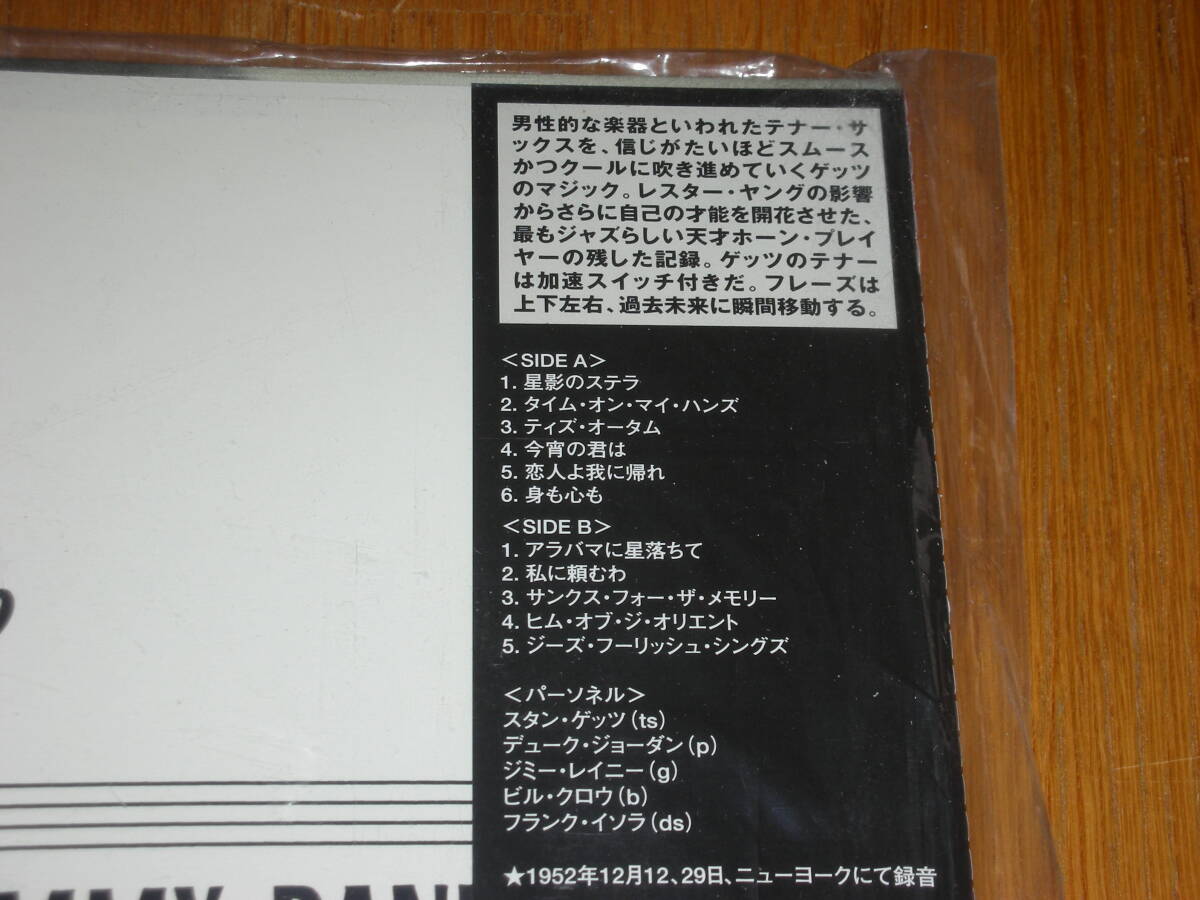 男性的な楽器といわれたテナー・サ
ックスを、信じがたいほどスムース
かつクールに吹き進めていくゲッツ
のマジック。レスター・ヤングの影響
からさらに自己の才能を開花させた、
最もジャズらしい天才ホーン・プレイ
ヤーの残した記録。ゲッツのテナー
は加速スイッチ付きだ。フレーズは
上下左右、過去未来に瞬間移動する。
＜SIDE A＞
1. 星影のステラ
2. タイム・オン・マイ・ハンズ
3. ティズ・オータム
4. 今宵の君は
5. 恋人よ我に帰れ
6. 身も心も
＜SIDE B＞
1. アラバマに星落ちて
2. 私に頼むわ
3. サンクス・フォー・ザ・メモリー
4. ヒム・オブ・ジ・オリエント
5. ジーズ・フーリッシュ・シングズ
＜パーソネル＞
スタン・ゲッツ(ts)
デューク・ジョーダン(p)
ジミー・レイニー(g)
ビル・クロウ(b)
フランク・イソラ(ds)
★1952年12月12、29日、ニューヨークにて録音